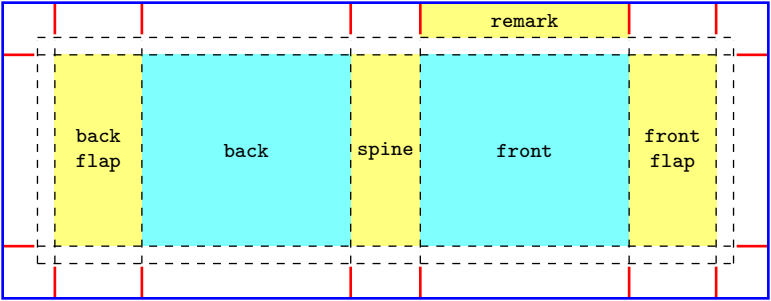 remark
back
flap
back
spine
front
front
flap